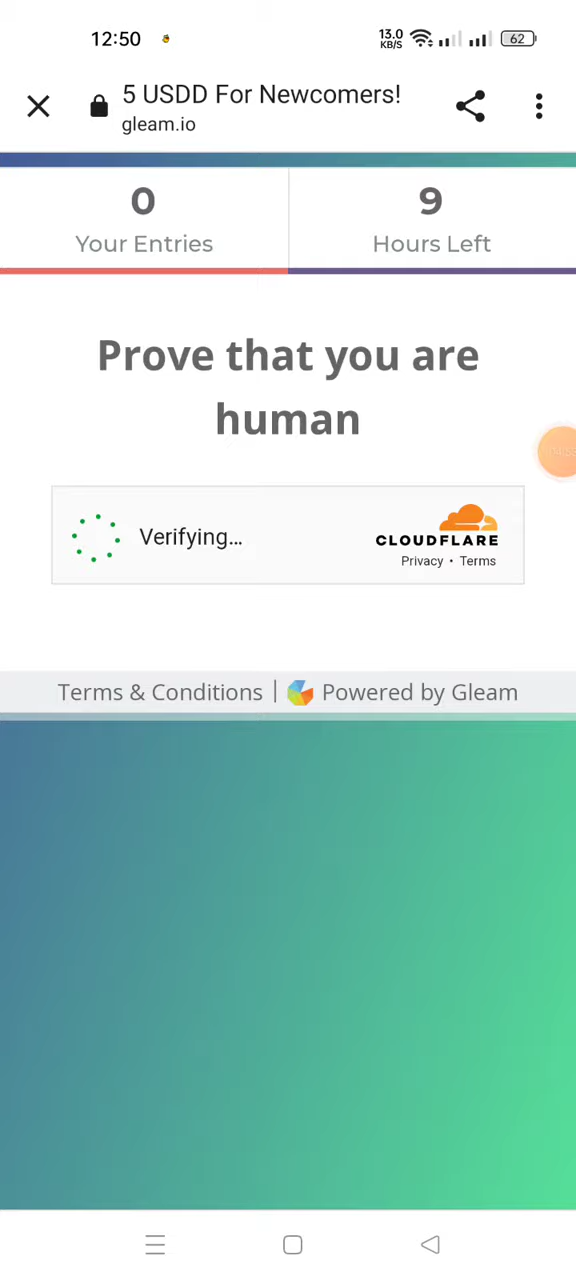 12:50
13.0
KB/S
62
5 USDD For Newcomers!
gleam.io
0
Your Entries
9
Hours Left
Prove that you are
human
Verifying...
CLOUDFLARE
Privacy • Terms
Terms & Conditions | Powered by Gleam